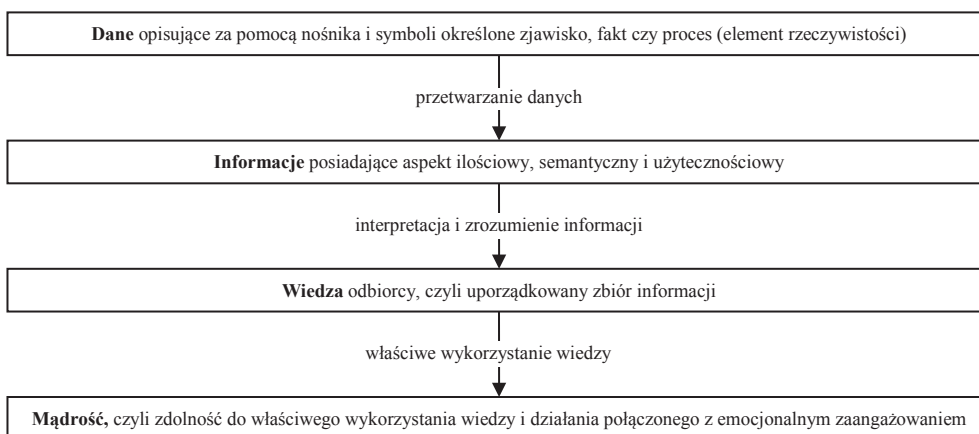 Dane opisujące za pomocą nośnika i symboli określone zjawisko, fakt czy proces (element rzeczywistości)
przetwarzanie danych
Informacje posiadające aspekt ilościowy, semantyczny i użytecznościowy
interpretacja i zrozumienie informacji
Wiedza odbiorcy, czyli uporządkowany zbiór informacji
właściwe wykorzystanie wiedzy
Mądrość, czyli zdolność do właściwego wykorzystania wiedzy i działania połączonego z emocjonalnym zaangażowaniem